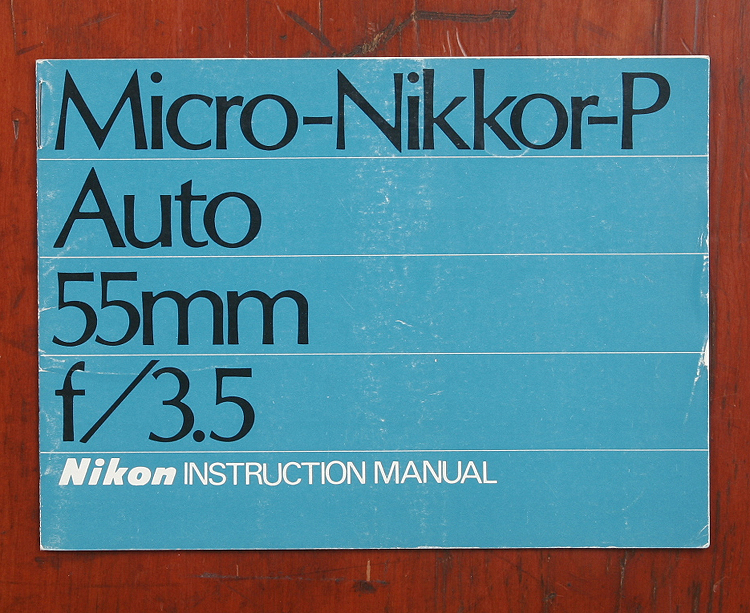 Micro-Nikkor-P
Auto
55mm
f/3.5
Nikon INSTRUCTION MANUAL